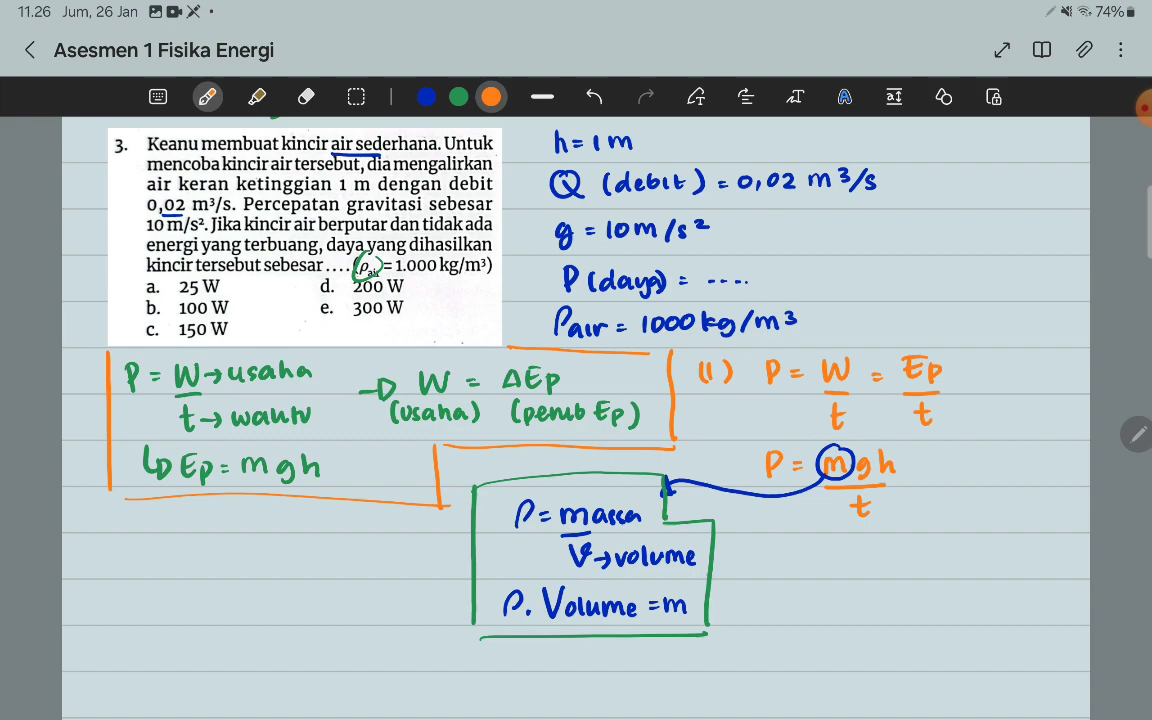 11.26 Jum, 26 Jan
74%
Asesmen 1 Fisika Energi
3. Keanu membuat kincir air sederhana. Untuk
mencoba kincir air tersebut, dia mengalirkan
air keran ketinggian 1 m dengan debit
0,02 m³/s. Percepatan gravitasi sebesar
10 m/s². Jika kincir air berputar dan tidak ada
energi yang terbuang, daya yang dihasilkan
kincir tersebut sebesar .... (ρair = 1.000 kg/m³)
a. 25 W d. 200 W
b. 100 W e. 300 W
c. 150 W
h = 1 m
Q (debit) = 0,02 m³/s
g = 10 m/s²
P (daya) = ....
ρair = 1000 kg/m³
P = W → usaha
t → waktu
→ W = ΔEp
(usaha) (perub Ep)
↳ Ep = mgh
(1) P = W = Ep
t t
P = mgh
t
ρ = massa
V → volume
ρ. Volume = m